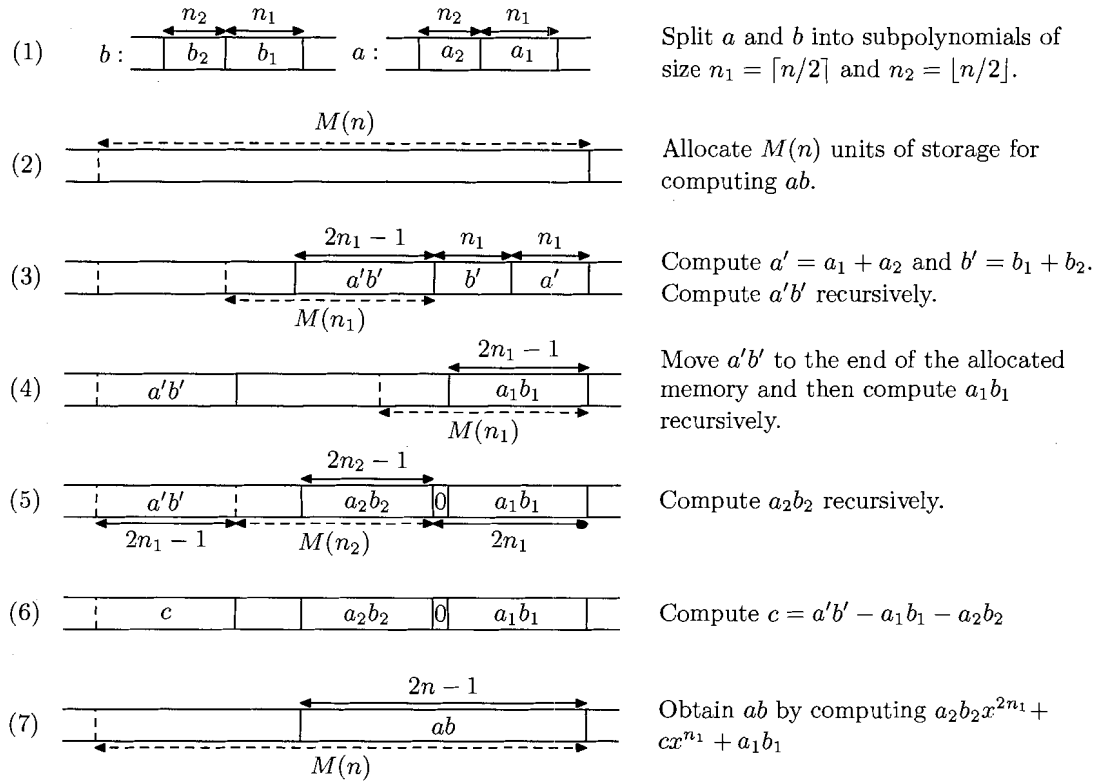 n₂ n₁ n₂ n₁
(1) b : b₂ b₁ a : a₂ a₁ Split a and b into subpolynomials of
size n₁ = ⌈n/2⌉ and n₂ = ⌊n/2⌋.
M(n)
(2) Allocate M(n) units of storage for
computing ab.
2n₁ − 1 n₁ n₁
(3) a′b′ b′ a′ Compute a′ = a₁ + a₂ and b′ = b₁ + b₂.
M(n₁) Compute a′b′ recursively.
2n₁ − 1
(4) a′b′ a₁b₁ Move a′b′ to the end of the allocated
memory and then compute a₁b₁
M(n₁) recursively.
2n₂ − 1
(5) a′b′ a₂b₂ 0 a₁b₁ Compute a₂b₂ recursively.
2n₁ − 1 M(n₂) 2n₁
(6) c a₂b₂ 0 a₁b₁ Compute c = a′b′ − a₁b₁ − a₂b₂
2n − 1
(7) ab Obtain ab by computing a₂b₂x²ⁿ¹ +
cxⁿ¹ + a₁b₁
M(n)